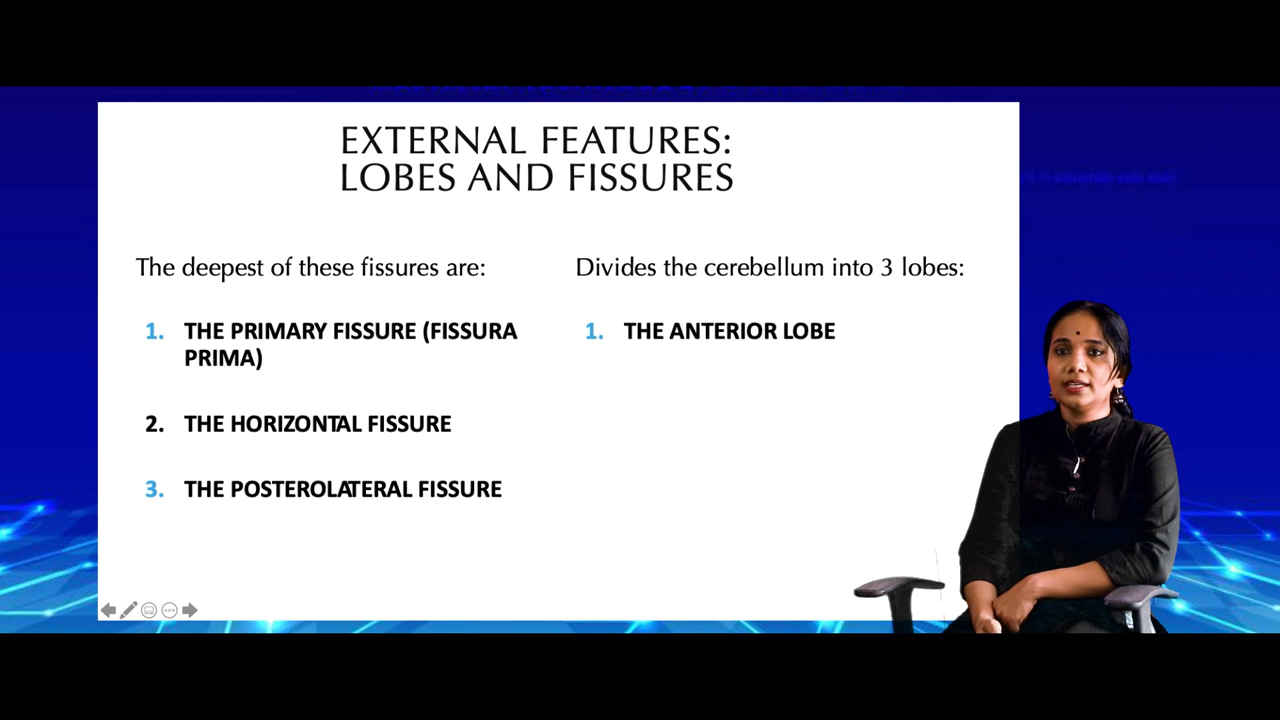 EXTERNAL FEATURES:
LOBES AND FISSURES
The deepest of these fissures are:
1. THE PRIMARY FISSURE (FISSURA
PRIMA)
2. THE HORIZONTAL FISSURE
3. THE POSTEROLATERAL FISSURE
Divides the cerebellum into 3 lobes:
1. THE ANTERIOR LOBE